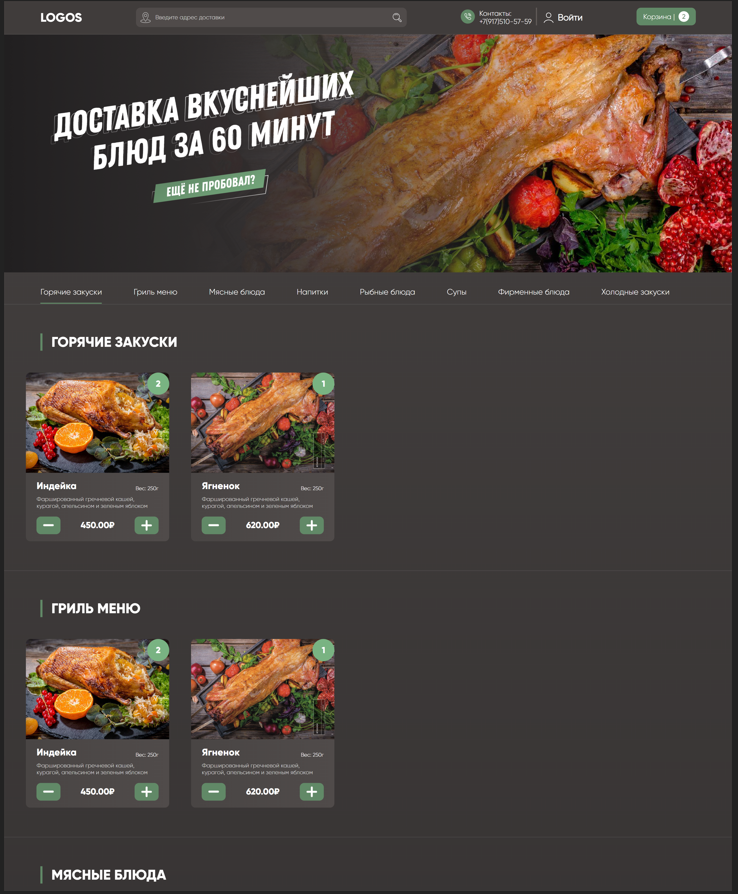 LOGOS
Введите адрес доставки
Контакты:
+7(917)510-57-59
Войти
Корзина | 2
ДОСТАВКА ВКУСНЕЙШИХ
БЛЮД ЗА 60 МИНУТ
ЕЩЁ НЕ ПРОБОВАЛ?
Горячие закуски Гриль меню Мясные блюда Напитки Рыбные блюда Супы Фирменные блюда Холодные закуски
ГОРЯЧИЕ ЗАКУСКИ
2
Индейка Вес: 250г
Фаршированный гречневой кашей,
курагой, апельсином и зеленым яблоком
450.00₽
1
Ягненок Вес: 250г
Фаршированный гречневой кашей,
курагой, апельсином и зеленым яблоком
620.00₽
ГРИЛЬ МЕНЮ
2
Индейка Вес: 250г
Фаршированный гречневой кашей,
курагой, апельсином и зеленым яблоком
450.00₽
1
Ягненок Вес: 250г
Фаршированный гречневой кашей,
курагой, апельсином и зеленым яблоком
620.00₽
МЯСНЫЕ БЛЮДА